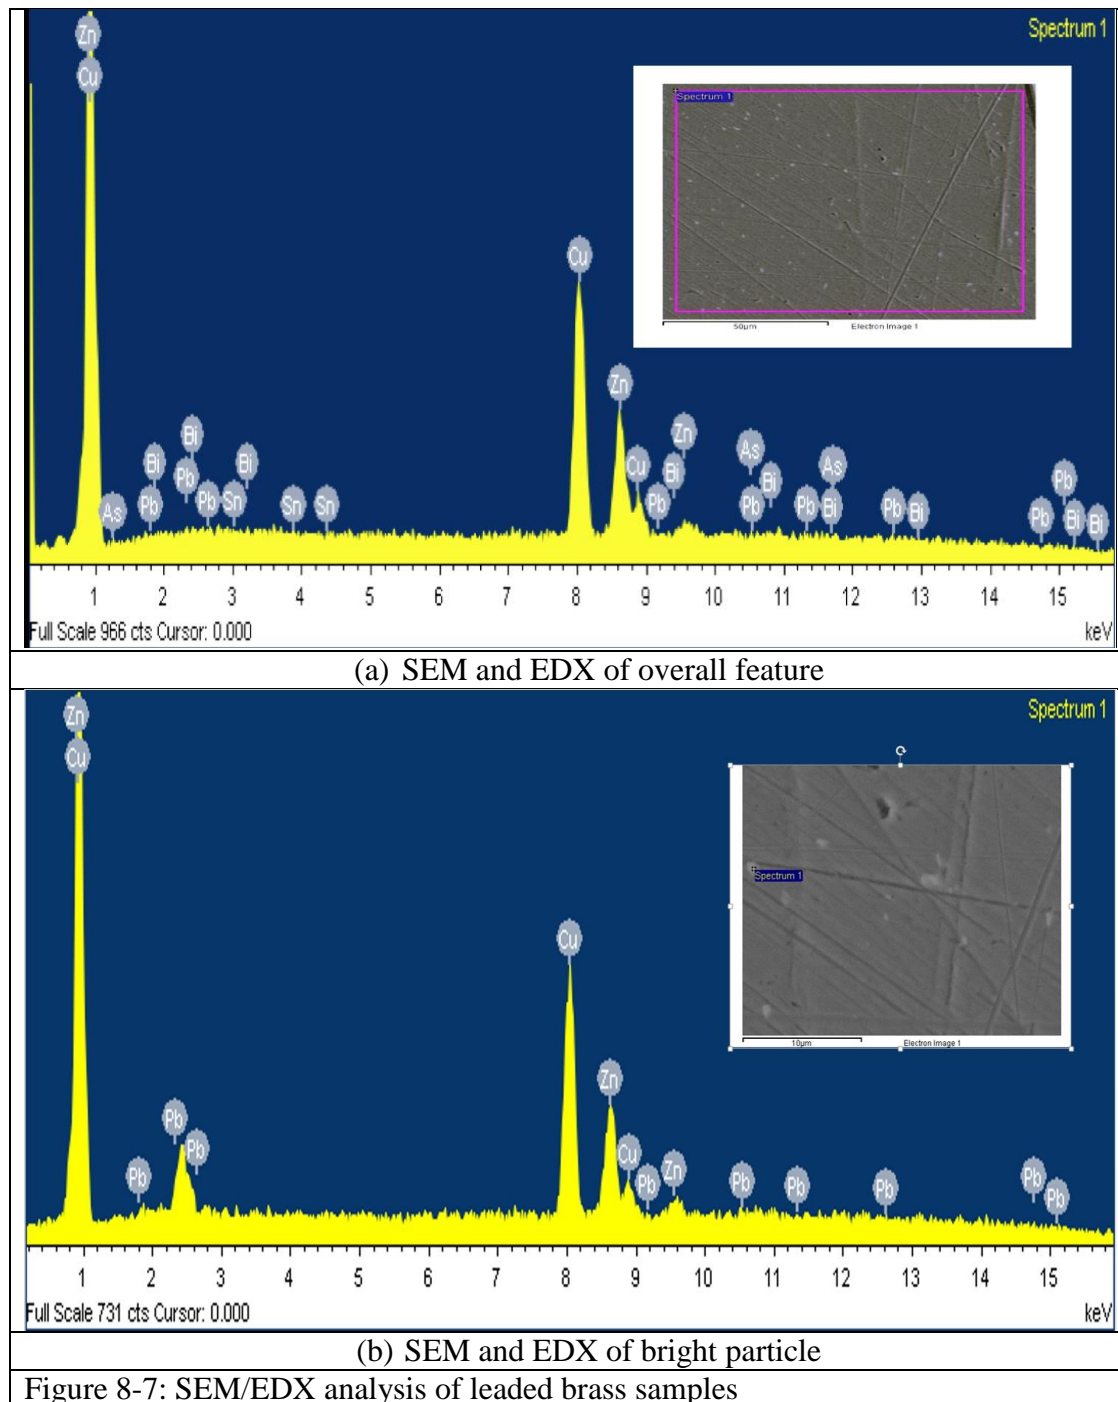 Spectrum 1
Zn
Cu
Spectrum 1
50µm Electron Image 1
Cu
Zn
Zn
Bi As As
Bi Bi Cu Bi Bi Pb
Pb Pb Sn Sn Sn Pb Pb Pb Bi Pb Bi Pb Bi Bi
As
1 2 3 4 5 6 7 8 9 10 11 12 13 14 15
Full Scale 966 cts Cursor: 0.000 keV
(a) SEM and EDX of overall feature
Spectrum 1
Zn
Cu
Spectrum 1
10µm Electron Image 1
Cu
Zn
Pb
Pb Cu
Pb Pb Zn Pb Pb Pb Pb Pb
1 2 3 4 5 6 7 8 9 10 11 12 13 14 15
Full Scale 731 cts Cursor: 0.000 keV
(b) SEM and EDX of bright particle
Figure 8-7: SEM/EDX analysis of leaded brass samples